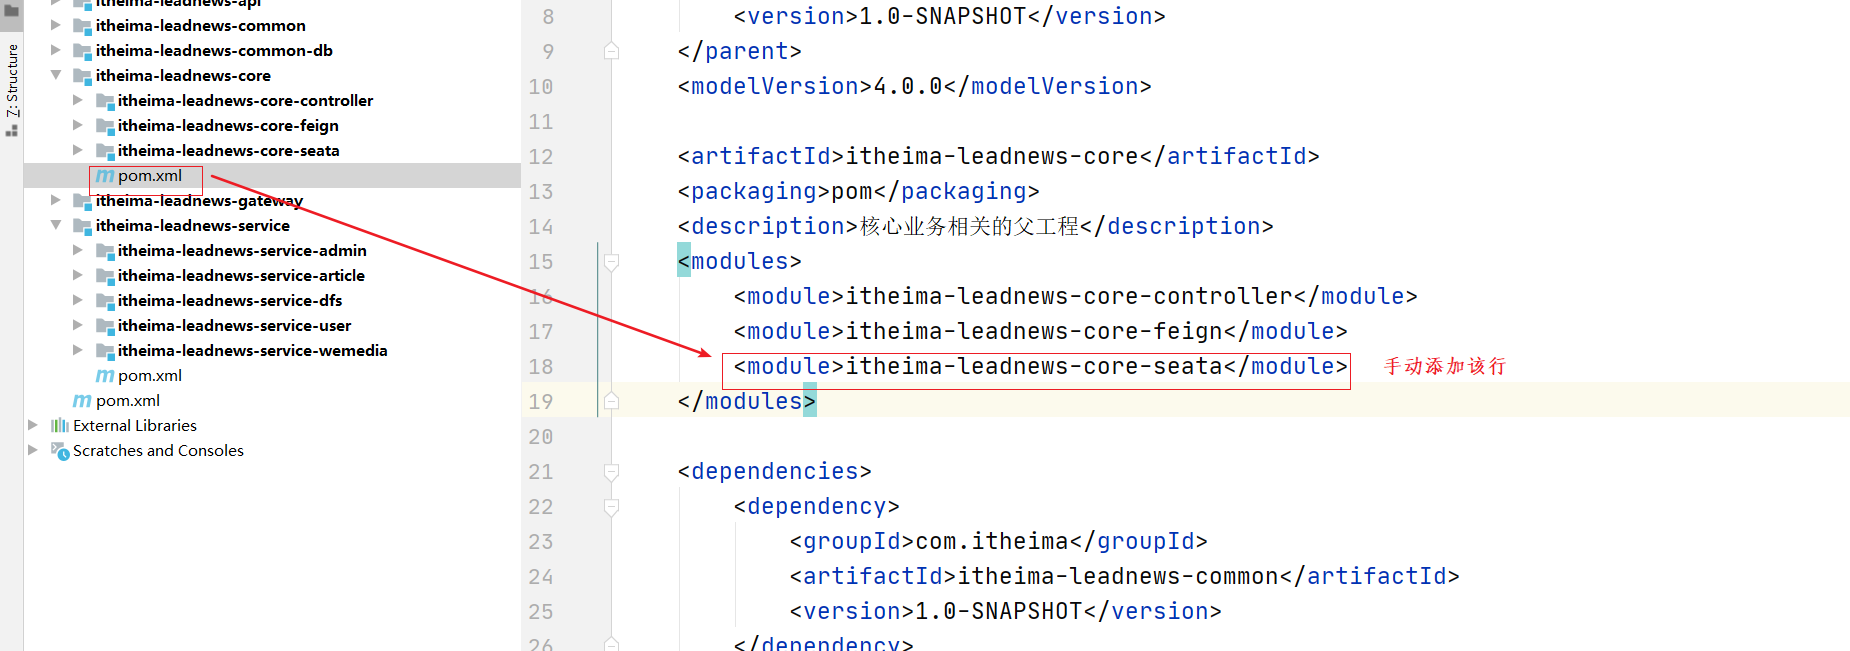 itheima-leadnews-api
itheima-leadnews-common
itheima-leadnews-common-db
itheima-leadnews-core
itheima-leadnews-core-controller
itheima-leadnews-core-feign
itheima-leadnews-core-seata
pom.xml
itheima-leadnews-gateway
itheima-leadnews-service
itheima-leadnews-service-admin
itheima-leadnews-service-article
itheima-leadnews-service-dfs
itheima-leadnews-service-user
itheima-leadnews-service-wemedia
pom.xml
pom.xml
External Libraries
Scratches and Consoles
Z: Structure
8 <version>1.0-SNAPSHOT</version>
9 </parent>
10 <modelVersion>4.0.0</modelVersion>
11
12 <artifactId>itheima-leadnews-core</artifactId>
13 <packaging>pom</packaging>
14 <description>核心业务相关的父工程</description>
15 <modules>
16 <module>itheima-leadnews-core-controller</module>
17 <module>itheima-leadnews-core-feign</module>
18 <module>itheima-leadnews-core-seata</module> 手动添加该行
19 </modules>
20
21 <dependencies>
22 <dependency>
23 <groupId>com.itheima</groupId>
24 <artifactId>itheima-leadnews-common</artifactId>
25 <version>1.0-SNAPSHOT</version>
26 </dependency>